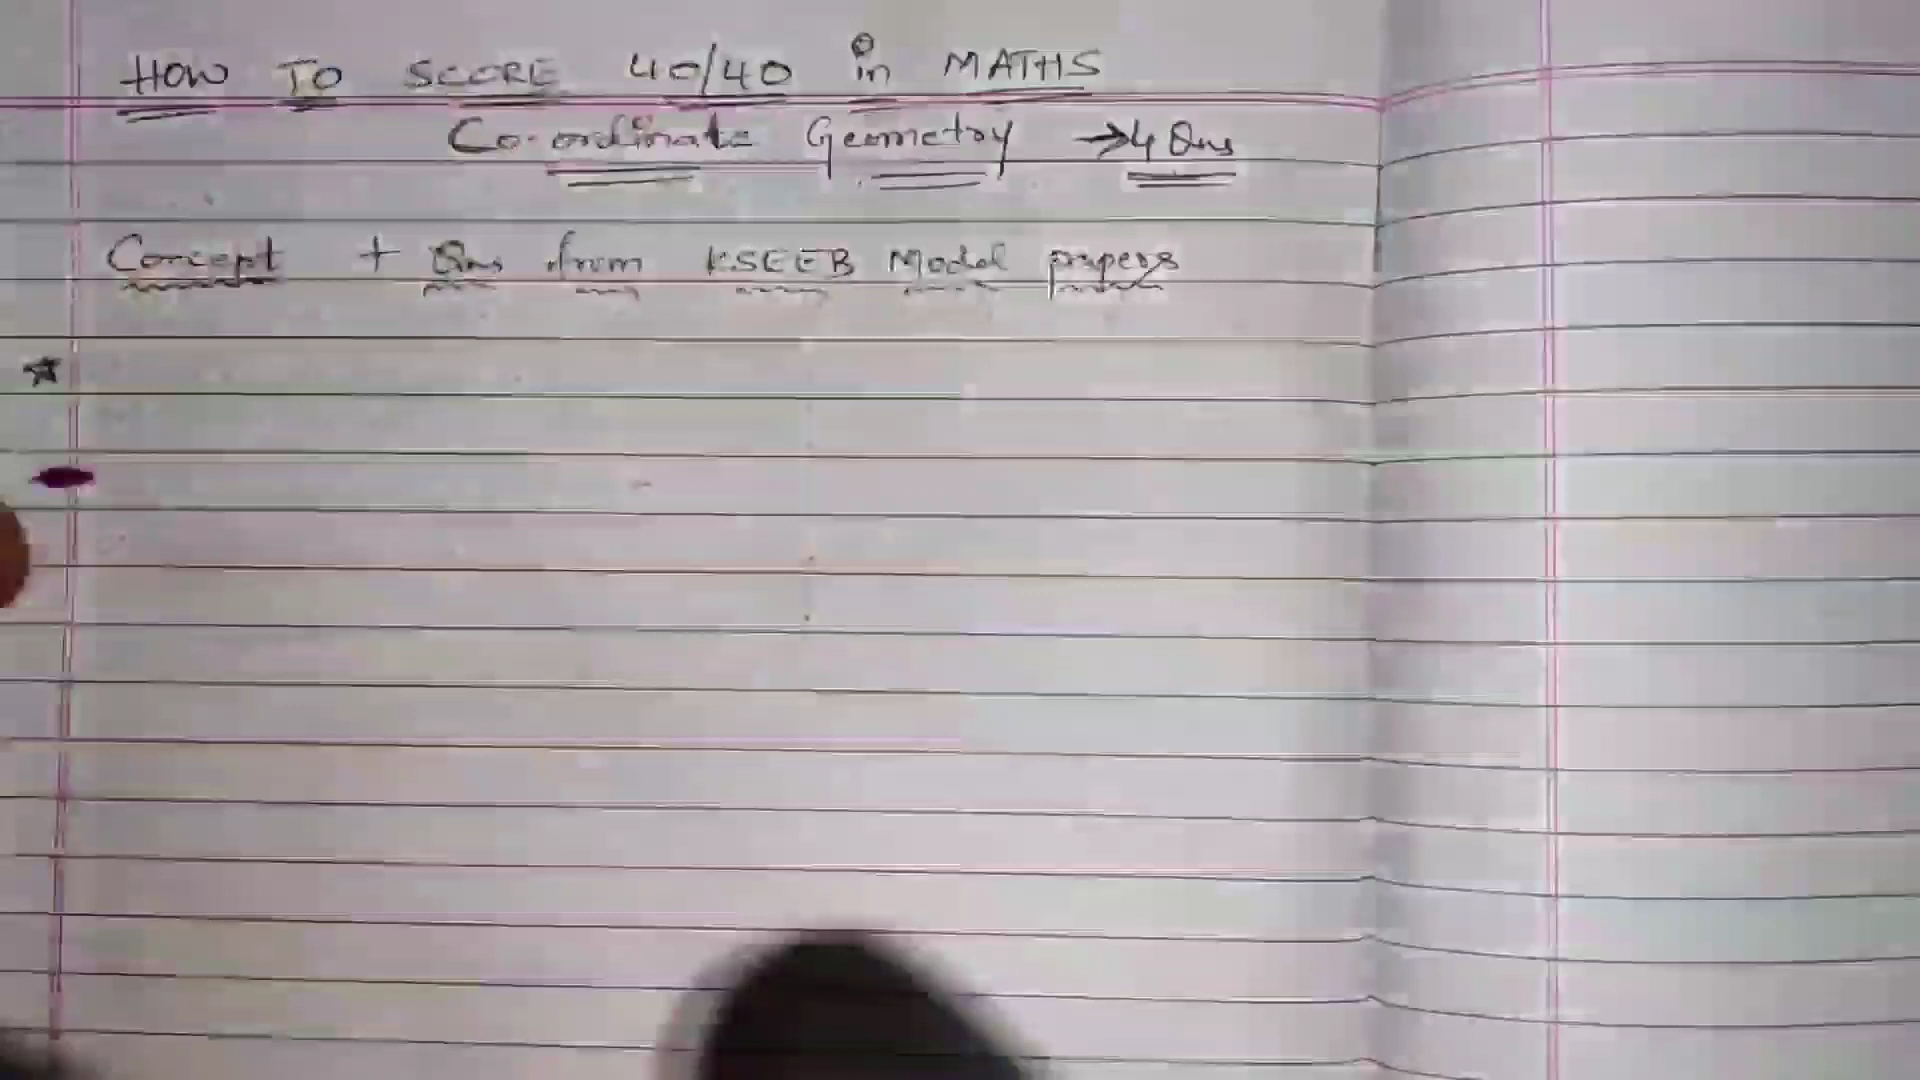 HOW TO SCORE 40/40 in MATHS
Co-ordinate Geometry → 4 Qns
Concept + Qns from KSEEB Model papers